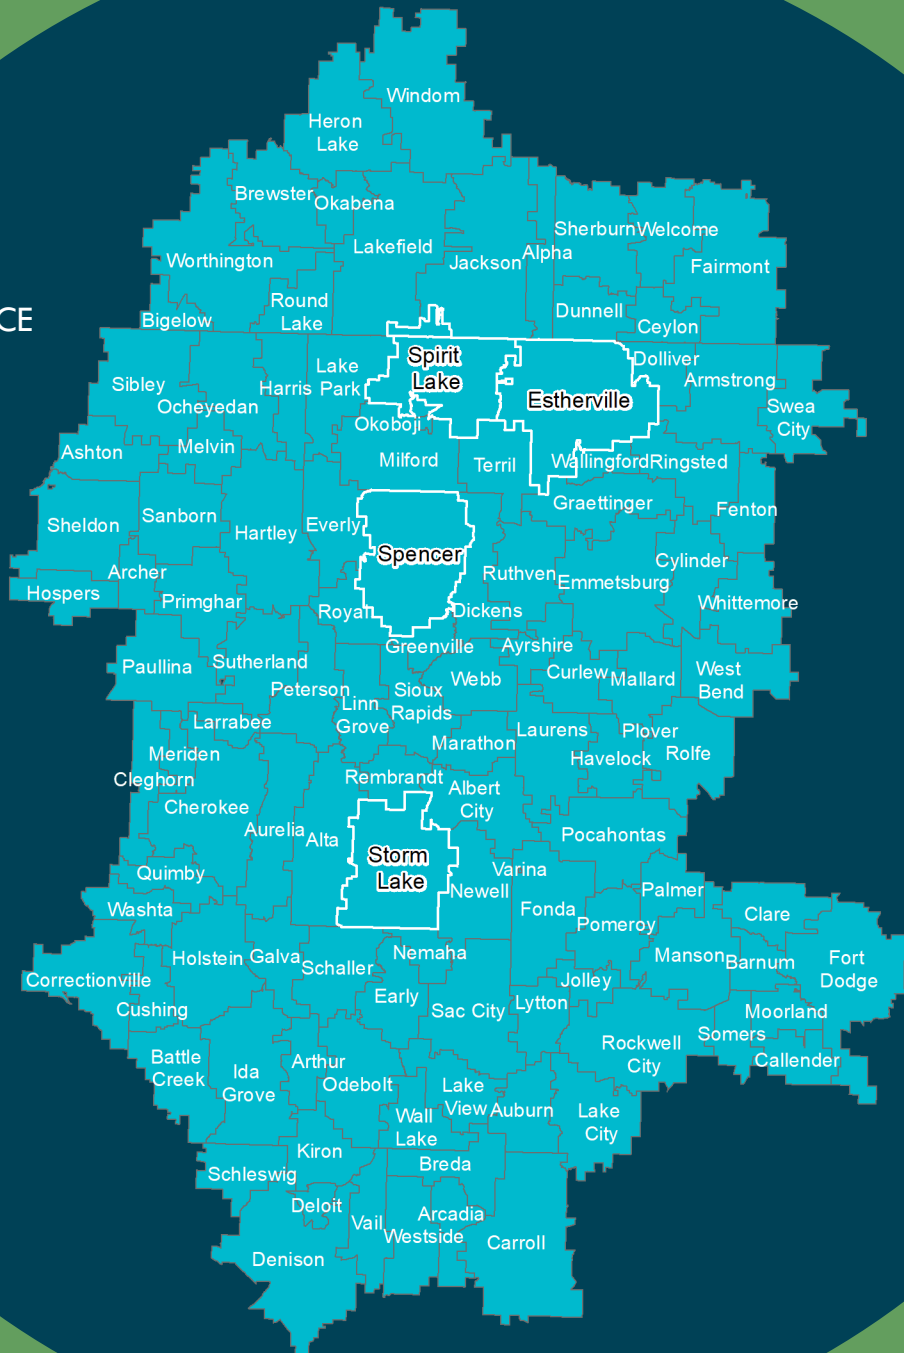 Windom
Heron
Lake
Brewster
Okabena
Sherburn
Welcome
Lakefield
Alpha
Worthington
Jackson
Fairmont
Round
Lake
Dunnell
CE
Bigelow
Ceylon
Spirit
Lake
Dolliver
Lake
Park
Armstrong
Sibley
Harris
Estherville
Ocheyedan
Swea
City
Okoboji
Melvin
Ashton
Milford
Terril
Wallingford
Ringsted
Graettinger
Fenton
Sanborn
Sheldon
Everly
Hartley
Spencer
Cylinder
Archer
Ruthven
Emmetsburg
Hospers
Primghar
Whittemore
Royal
Dickens
Greenville
Ayrshire
Sutherland
Paullina
Curlew
Mallard
West
Bend
Webb
Peterson
Sioux
Rapids
Linn
Grove
Larrabee
Laurens
Plover
Marathon
Meriden
Havelock
Rolfe
Cleghorn
Rembrandt
Albert
City
Cherokee
Aurelia
Alta
Pocahontas
Storm
Lake
Quimby
Varina
Newell
Palmer
Washta
Fonda
Clare
Pomeroy
Nemaha
Holstein
Galva
Schaller
Manson
Barnum
Fort
Dodge
Correctionville
Jolley
Early
Lytton
Cushing
Sac City
Moorland
Somers
Rockwell
City
Battle
Creek
Arthur
Callender
Ida
Grove
Odebolt
Lake
View
Auburn
Wall
Lake
Lake
City
Kiron
Breda
Schleswig
Deloit
Arcadia
Vail
Westside
Carroll
Denison